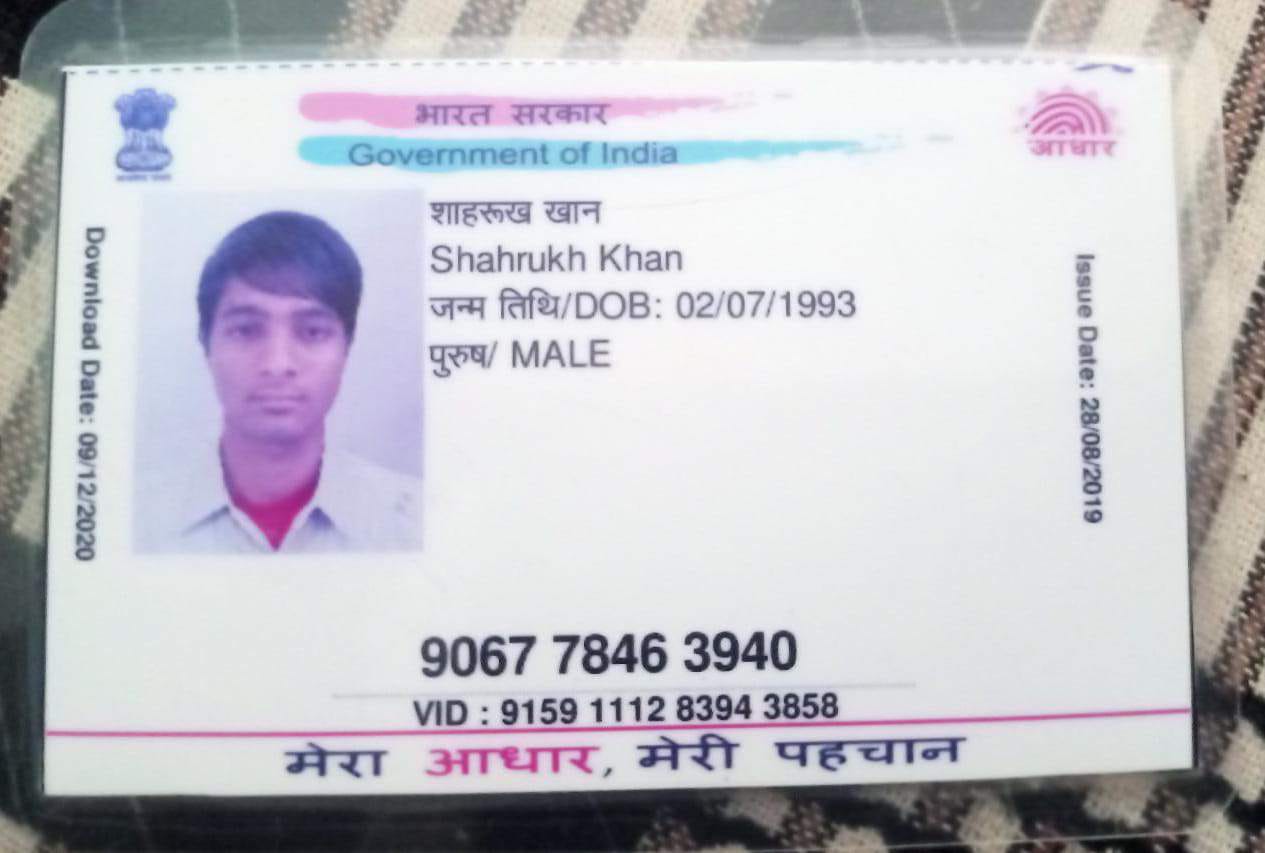 भारत सरकार
Government of India
आधार
शाहरूख खान
Shahrukh Khan
जन्म तिथि/DOB: 02/07/1993
पुरुष/ MALE
Download Date: 09/12/2020
Issue Date: 28/08/2019
9067 7846 3940
VID : 9159 1112 8394 3858
मेरा आधार, मेरी पहचान